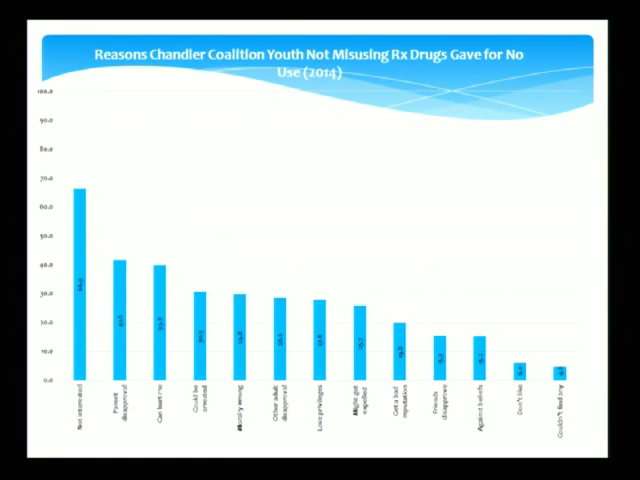 Reasons Chandler Coalition Youth Not Misusing Rx Drugs Gave for No
Use (2014)
100.0
90.0
80.0
70.0
60.0
50.0
40.0
30.0
20.0
10.0
0.0
Not interested
Parent
disapproval
Can hurt me
Could be
arrested
Morally wrong
Other adult
disapproval
Lose privileges
Might get
expelled
Get a bad
reputation
Friends
disapprove
Against beliefs
Don't like
Couldn't find any